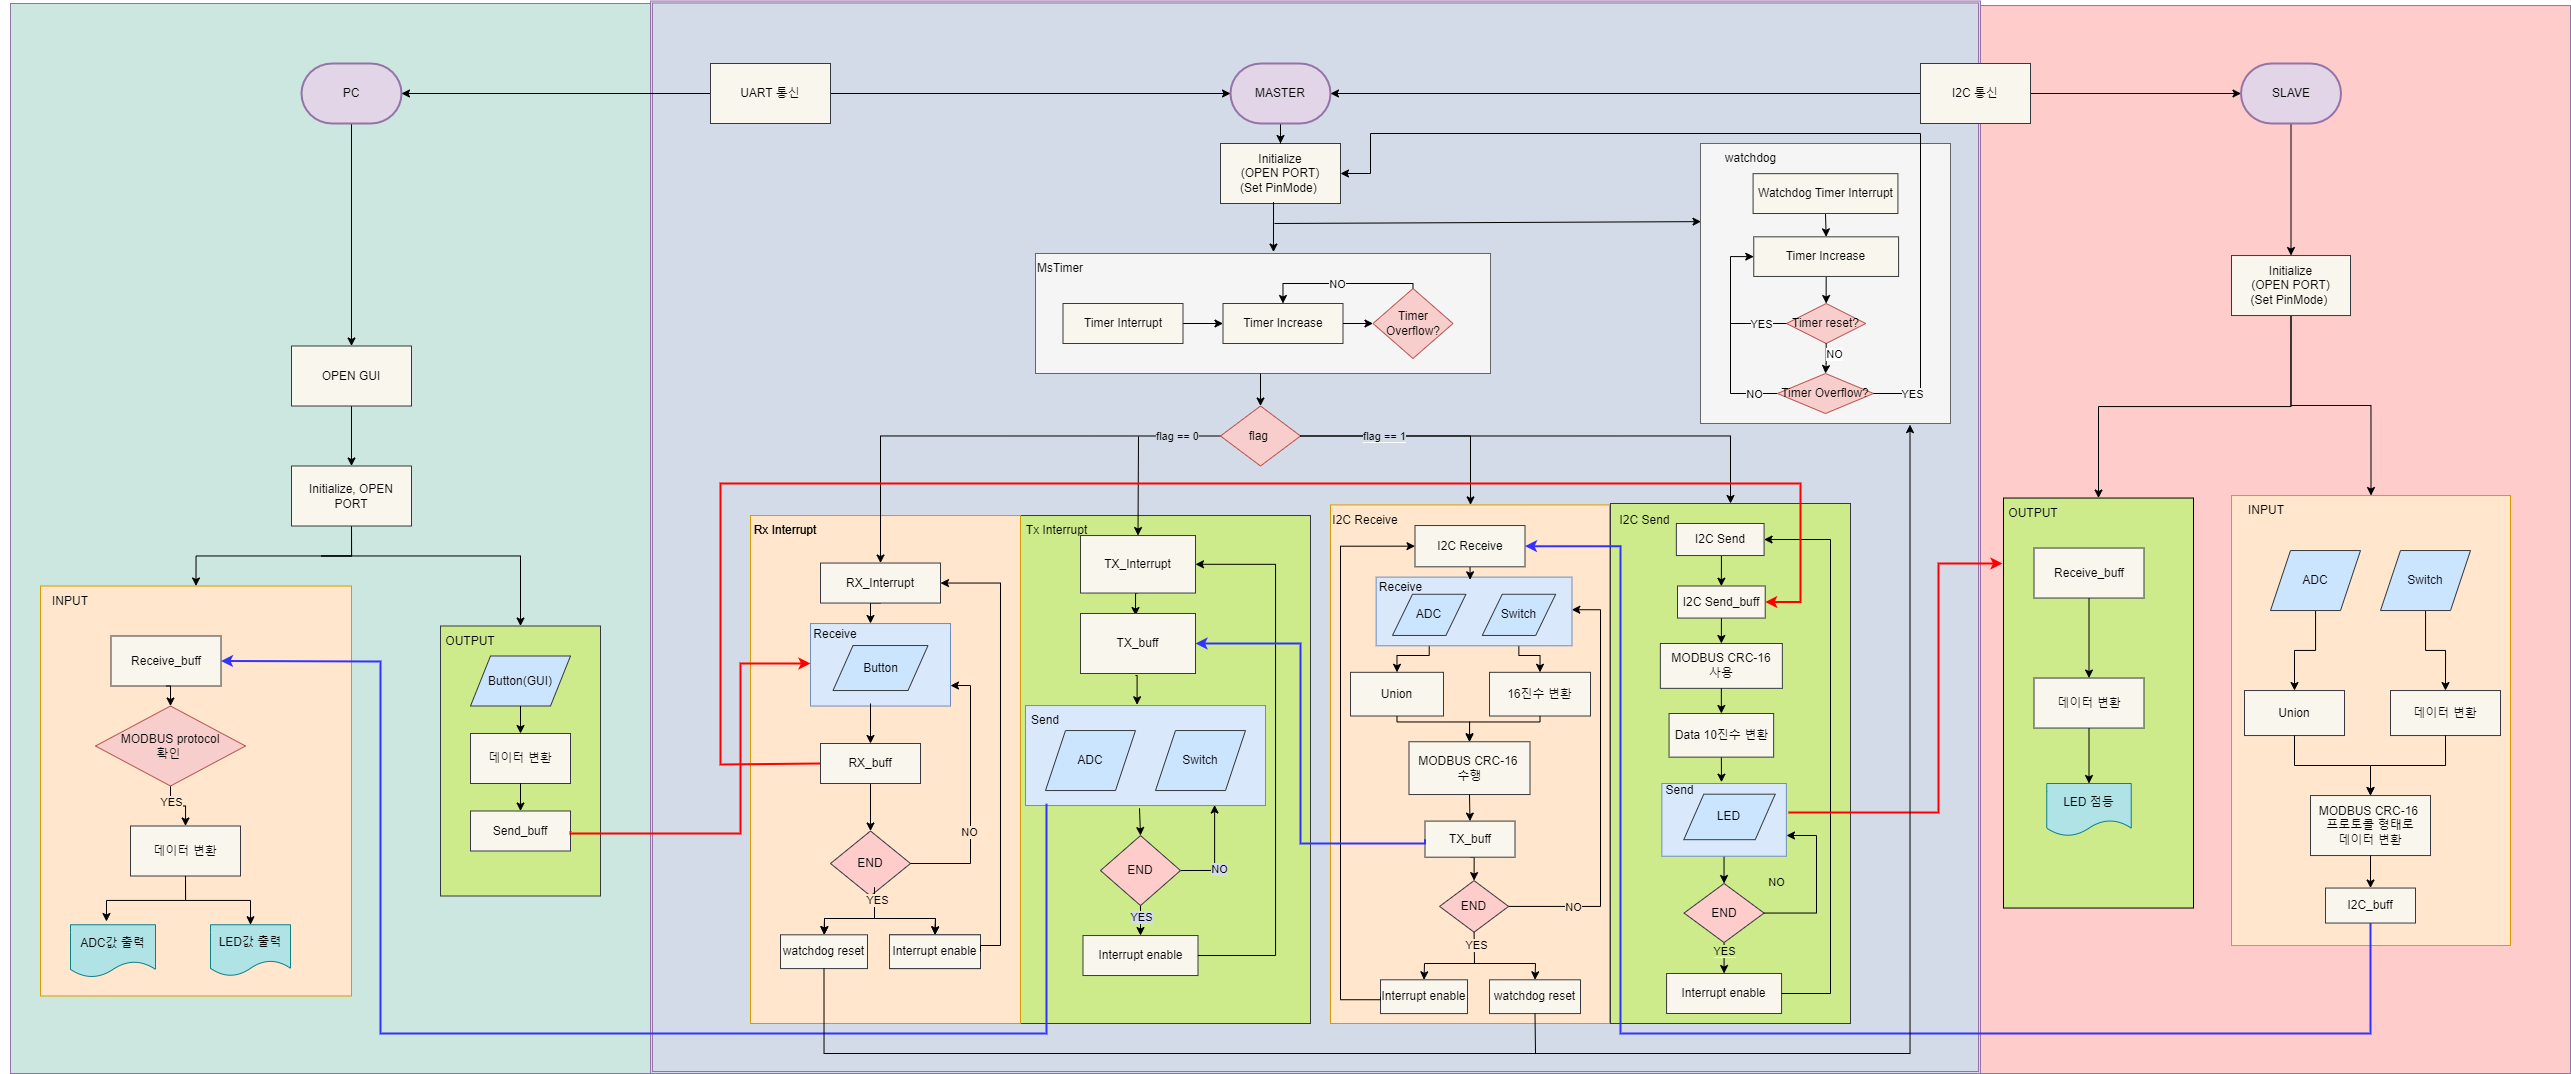 PC
UART 통신
MASTER
I2C 통신
SLAVE
OPEN GUI
Initialize, OPEN
PORT
INPUT
Receive_buff
MODBUS protocol
확인
YES
데이터 변환
ADC값 출력
LED값 출력
OUTPUT
Button(GUI)
데이터 변환
Send_buff
Initialize
(OPEN PORT)
(Set PinMode)
MsTimer
Timer Interrupt
Timer Increase
NO
Timer
Overflow?
watchdog
Watchdog Timer Interrupt
Timer Increase
Timer reset?
YES
NO
Timer Overflow?
NO
YES
flag == 0
flag
flag == 1
Rx Interrupt
RX_Interrupt
Receive
Button
RX_buff
END
NO
YES
watchdog reset
Interrupt enable
Tx Interrupt
TX_Interrupt
TX_buff
Send
ADC
Switch
END
NO
YES
Interrupt enable
I2C Receive
I2C Receive
Receive
ADC
Switch
Union
16진수 변환
MODBUS CRC-16
수행
TX_buff
END
NO
YES
Interrupt enable
watchdog reset
I2C Send
I2C Send
I2C Send_buff
MODBUS CRC-16
사용
Data 10진수 변환
Send
LED
NO
END
YES
Interrupt enable
Initialize
(OPEN PORT)
(Set PinMode)
OUTPUT
Receive_buff
데이터 변환
LED 점등
INPUT
ADC
Switch
Union
데이터 변환
MODBUS CRC-16
프로토콜 형태로
데이터 변환
I2C_buff